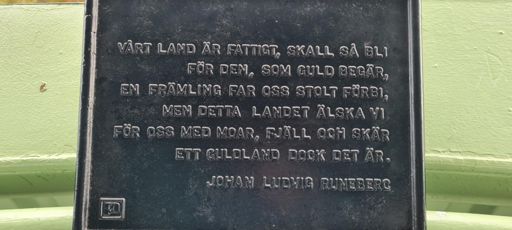 VÅRT LAND ÄR FATTIGT, SKALL SÅ BLI
FÖR DEN, SOM GULD BEGÄR,
EN FRÄMLING FAR OSS STOLT FÖRBI,
MEN DETTA LANDET ÄLSKA VI
FÖR OSS MED MOAR, FJÄLL OCH SKÄR
ETT GULDLAND DOCK DET ÄR.
JOHAN LUDVIG RUNEBERG